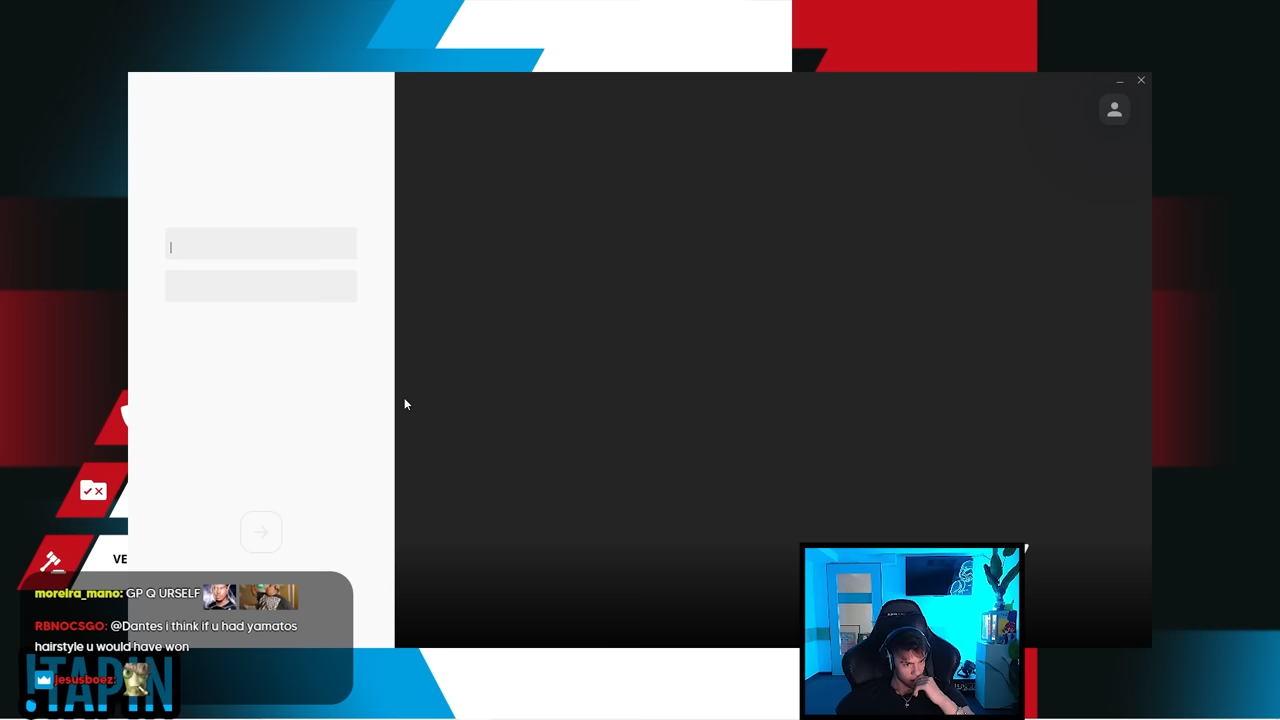 VE
moreira_mano: GP Q URSELF
RBNOCSGO: @Dantes i think if u had yamatos
hairstyle u would have won
jesusboez:
!TAPIN